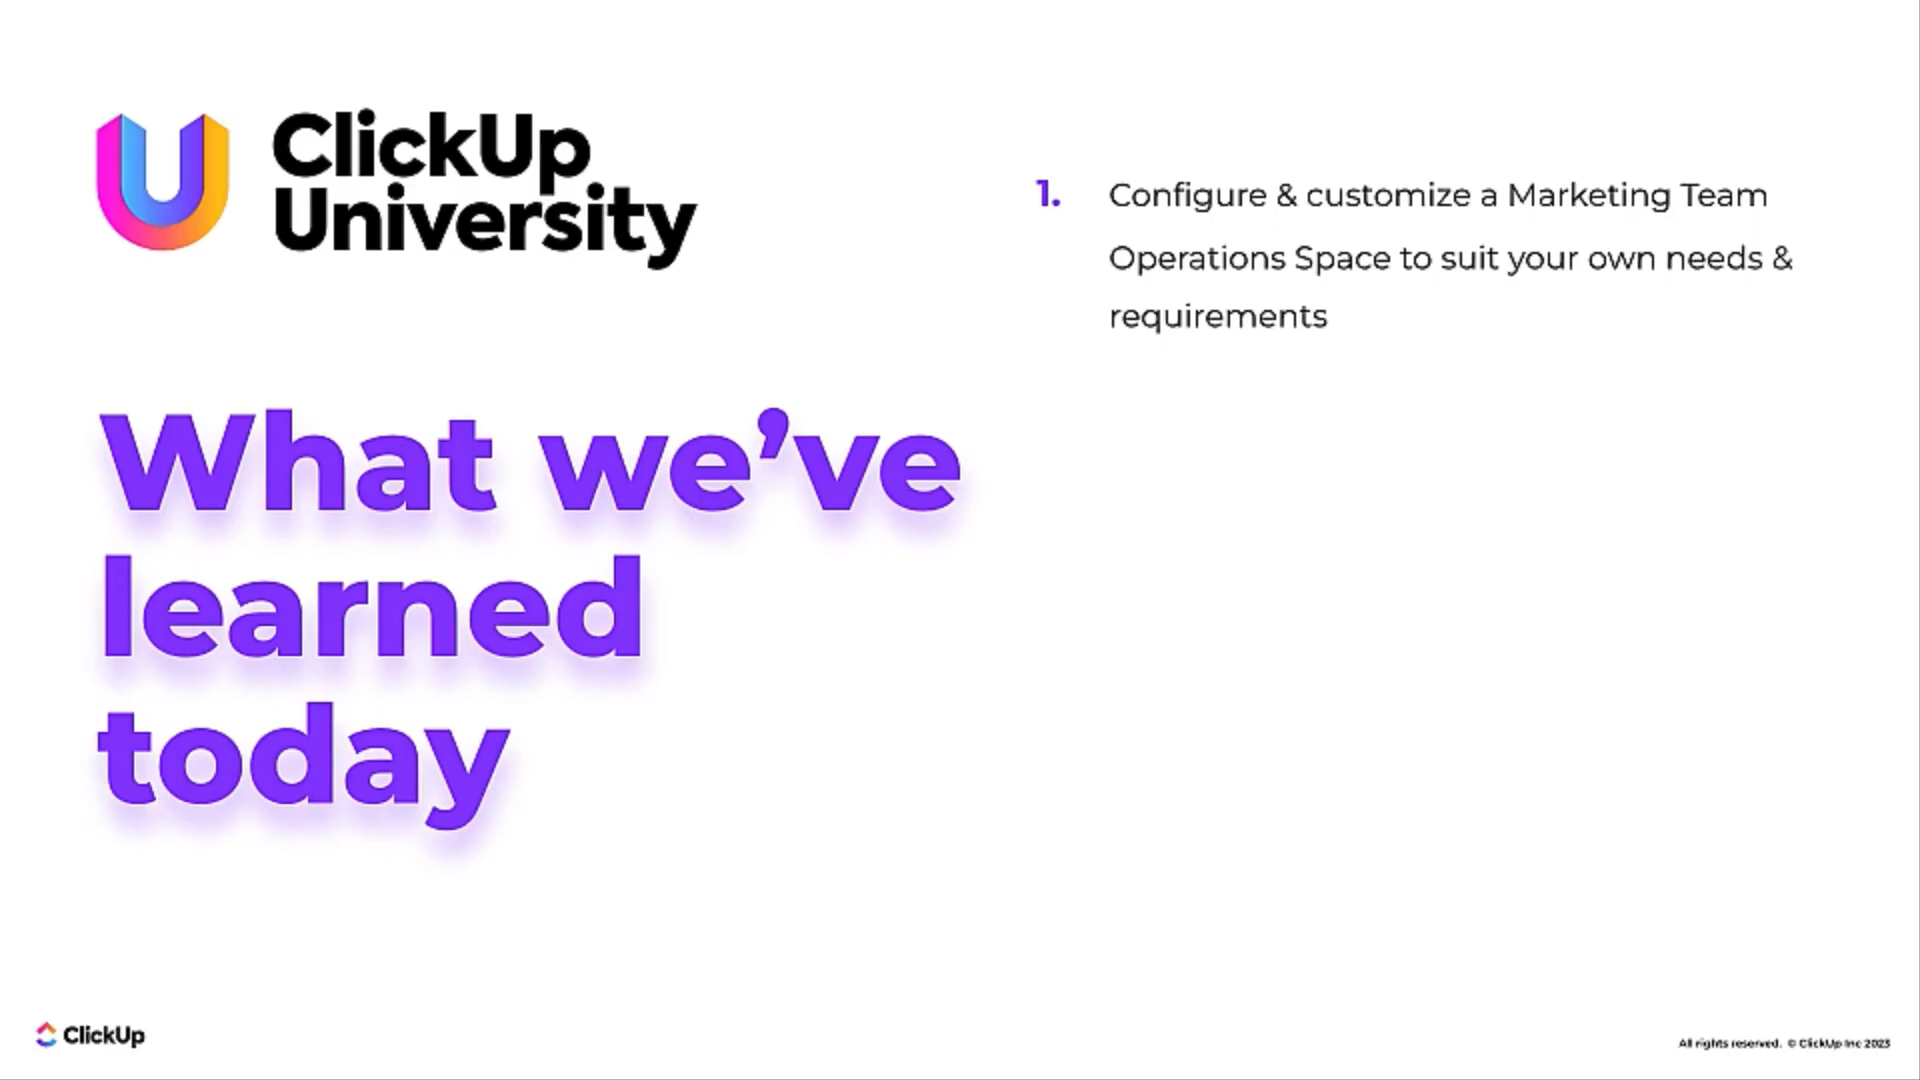 ClickUp
University
1. Configure & customize a Marketing Team
Operations Space to suit your own needs &
requirements
What we’ve
learned
today
ClickUp
All rights reserved. © ClickUp Inc 2023